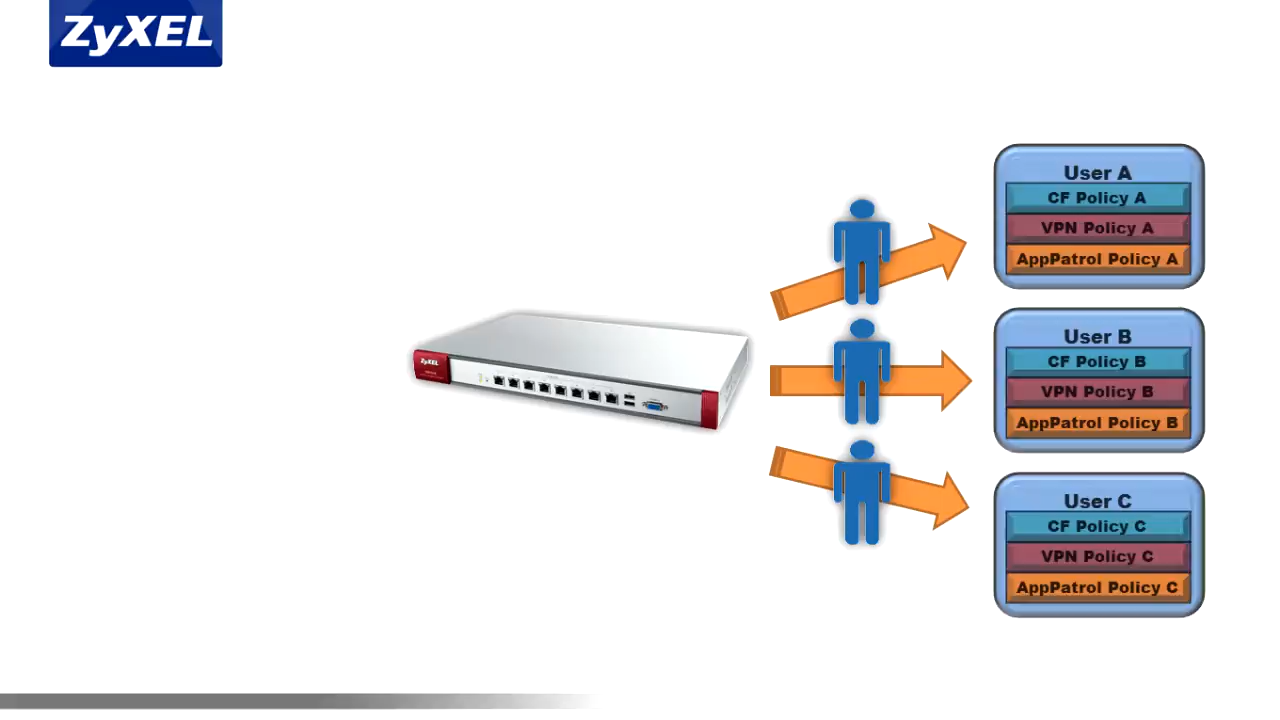 ZyXEL
ZyXEL
User A
CF Policy A
VPN Policy A
AppPatrol Policy A
User B
CF Policy B
VPN Policy B
AppPatrol Policy B
User C
CF Policy C
VPN Policy C
AppPatrol Policy C